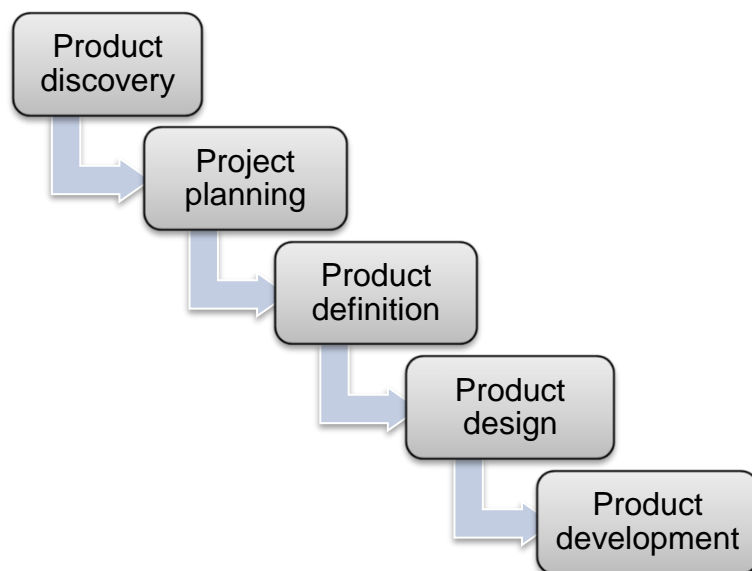 Product
discovery
Project
planning
Product
definition
Product
design
Product
development